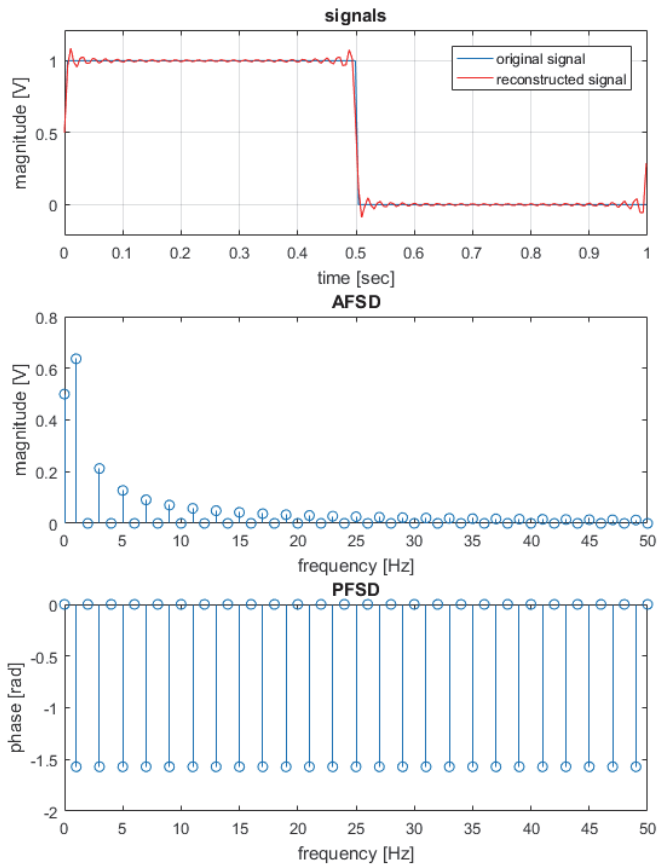 signals
magnitude [V]
1
0.5
0
original signal
reconstructed signal
0 0.1 0.2 0.3 0.4 0.5 0.6 0.7 0.8 0.9 1
time [sec]
AFSD
magnitude [V]
0.8
0.6
0.4
0.2
0
0 5 10 15 20 25 30 35 40 45 50
frequency [Hz]
PFSD
phase [rad]
0
-0.5
-1
-1.5
-2
0 5 10 15 20 25 30 35 40 45 50
frequency [Hz]